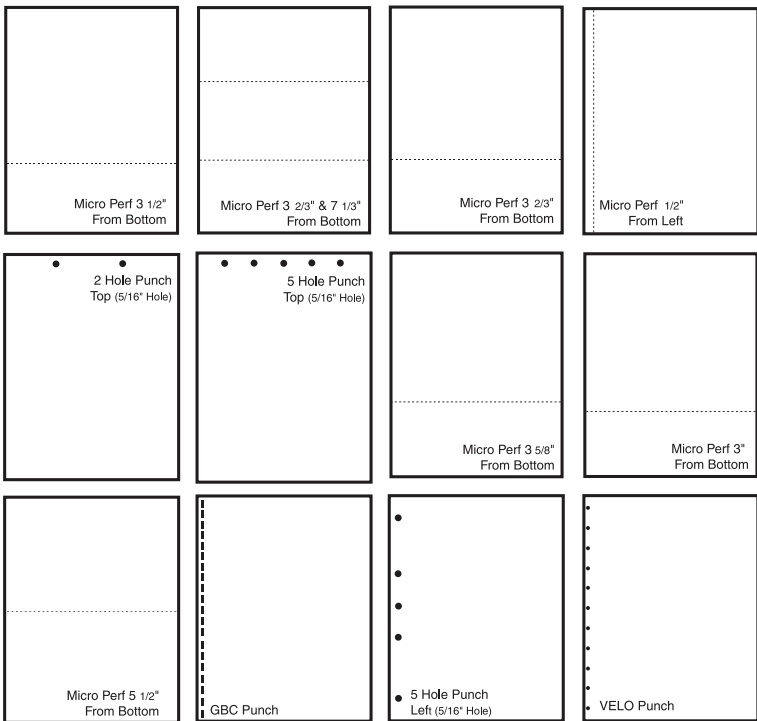 Micro Perf 3 1/2"
From Bottom
Micro Perf 3 2/3" & 7 1/3"
From Bottom
Micro Perf 3 2/3"
From Bottom
Micro Perf 1/2"
From Left
2 Hole Punch
Top (5/16" Hole)
5 Hole Punch
Top (5/16" Hole)
Micro Perf 3 5/8"
From Bottom
Micro Perf 3"
From Bottom
Micro Perf 5 1/2"
From Bottom
GBC Punch
5 Hole Punch
Left (5/16" Hole)
VELO Punch